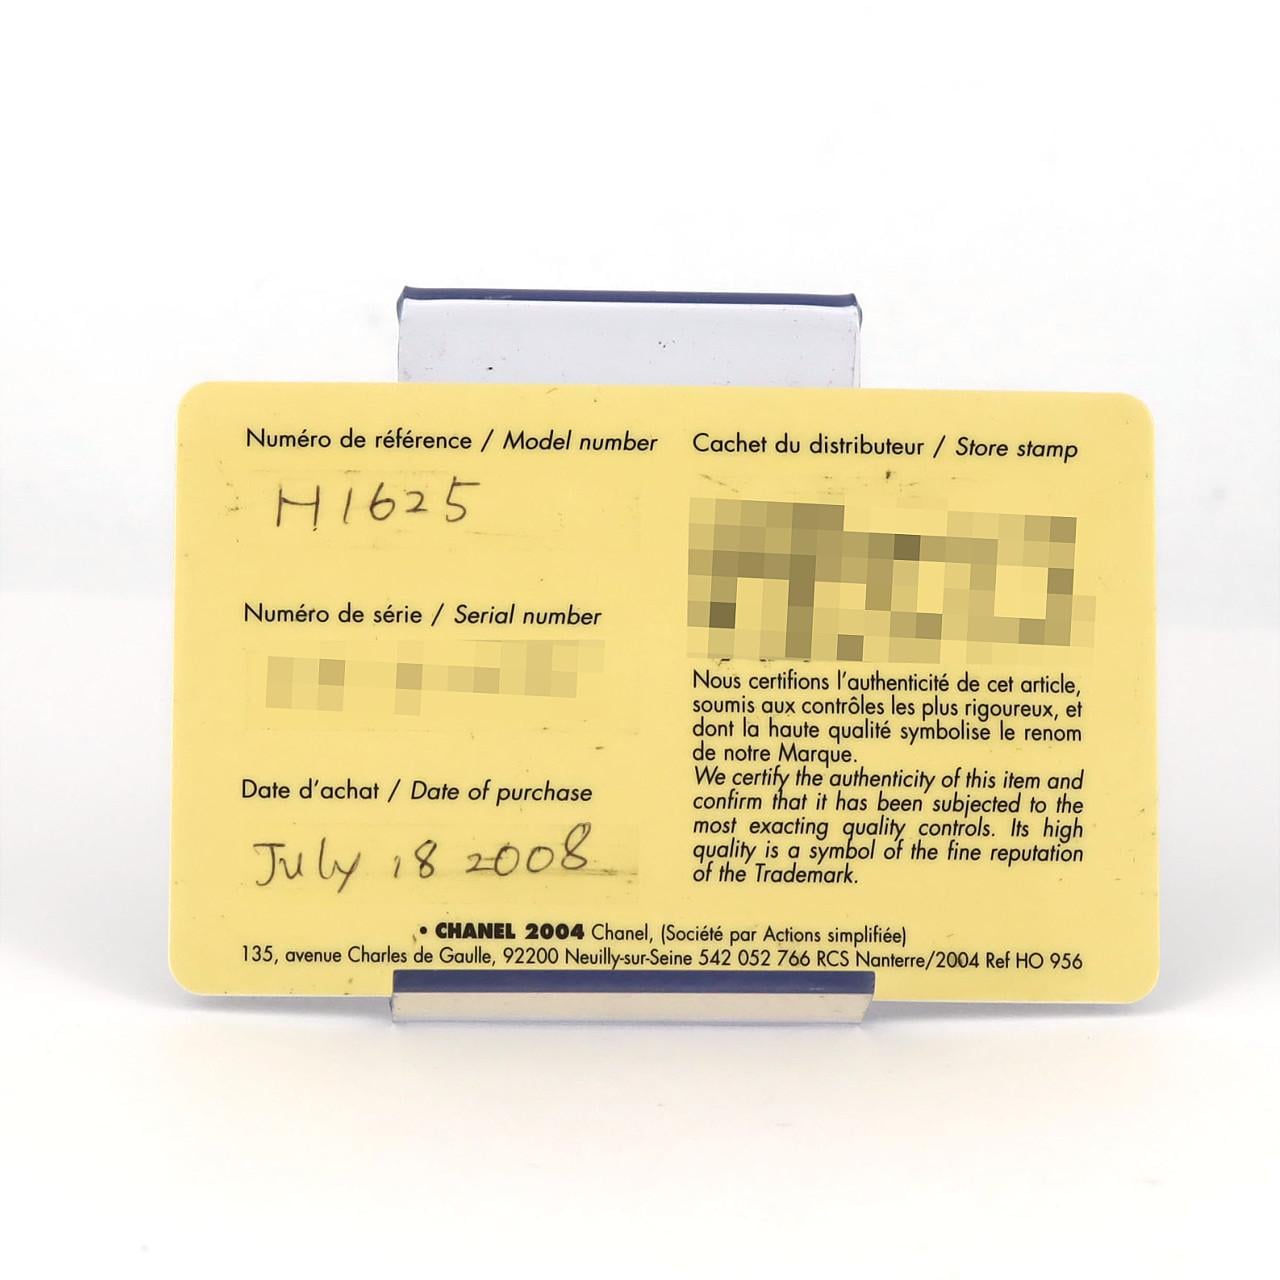 Numéro de référence / Model number
H1625
Numéro de série / Serial number
Date d'achat / Date of purchase
July 18 2008
Cachet du distributeur / Store stamp
Nous certifions l'authenticité de cet article,
soumis aux contrôles les plus rigoureux, et
dont la haute qualité symbolise le renom
de notre Marque.
We certify the authenticity of this item and
confirm that it has been subjected to the
most exacting quality controls. Its high
quality is a symbol of the fine reputation
of the Trademark.
• CHANEL 2004 Chanel, (Société par Actions simplifiée)
135, avenue Charles de Gaulle, 92200 Neuilly-sur-Seine 542 052 766 RCS Nanterre/2004 Ref HO 956